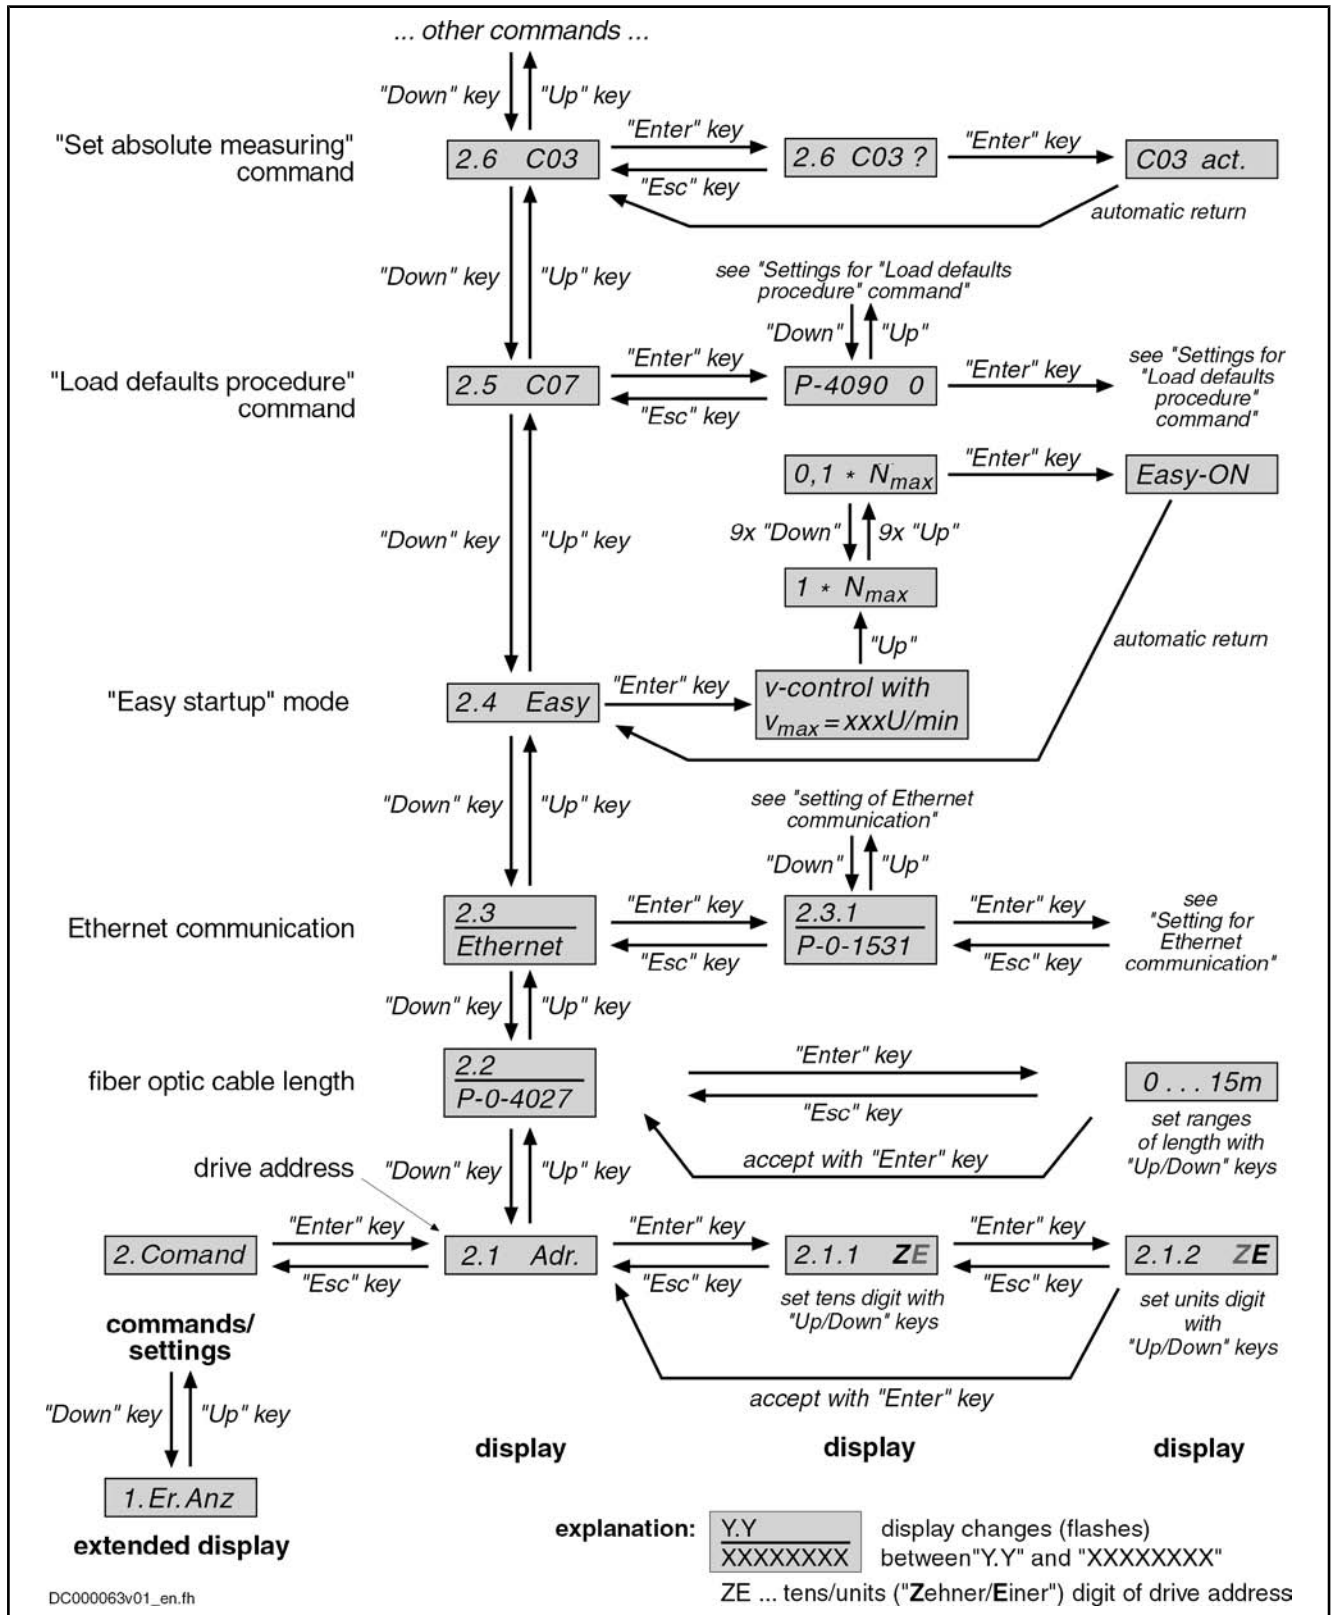 ... other commands ...
"Down" key
"Up" key
"Set absolute measuring"
command
2.6 C03
"Enter" key
"Esc" key
2.6 C03 ?
"Enter" key
C03 act.
automatic return
"Down" key
"Up" key
see "Settings for "Load defaults
procedure" command"
"Down"
"Up"
"Load defaults procedure"
command
2.5 C07
"Enter" key
"Esc" key
P-4090 0
"Enter" key
see "Settings for
"Load defaults
procedure"
command"
"Down" key
"Up" key
0,1 * Nmax
"Enter" key
Easy-ON
9x "Down"
9x "Up"
1 * Nmax
"Up"
automatic return
"Easy startup" mode
2.4 Easy
"Enter" key
v-control with
vmax = xxxU/min
"Down" key
"Up" key
see "setting of Ethernet
communication"
"Down"
"Up"
Ethernet communication
2.3
Ethernet
"Enter" key
"Esc" key
2.3.1
P-0-1531
"Enter" key
"Esc" key
see
"Setting for
Ethernet
communication"
"Down" key
"Up" key
fiber optic cable length
2.2
P-0-4027
"Enter" key
"Esc" key
0 . . . 15m
set ranges
of length with
"Up/Down" keys
accept with "Enter" key
"Down" key
"Up" key
drive address
2. Comand
"Enter" key
"Esc" key
2.1 Adr.
"Enter" key
"Esc" key
2.1.1 ZE
set tens digit with
"Up/Down" keys
"Enter" key
"Esc" key
2.1.2 ZE
set units digit
with
"Up/Down" keys
accept with "Enter" key
commands/
settings
"Down" key
"Up" key
1. Er. Anz
extended display
display
display
display
explanation:
Y.Y
XXXXXXXX
display changes (flashes)
between"Y.Y" and "XXXXXXXX"
ZE ... tens/units ("Zehner/Einer") digit of drive address
DC000063v01_en.fh